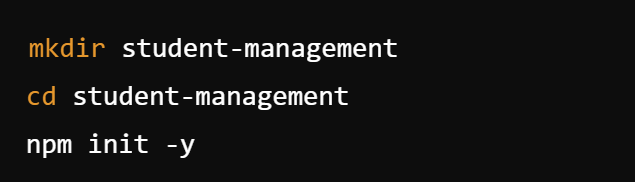 mkdir student-management
cd student-management
npm init -y